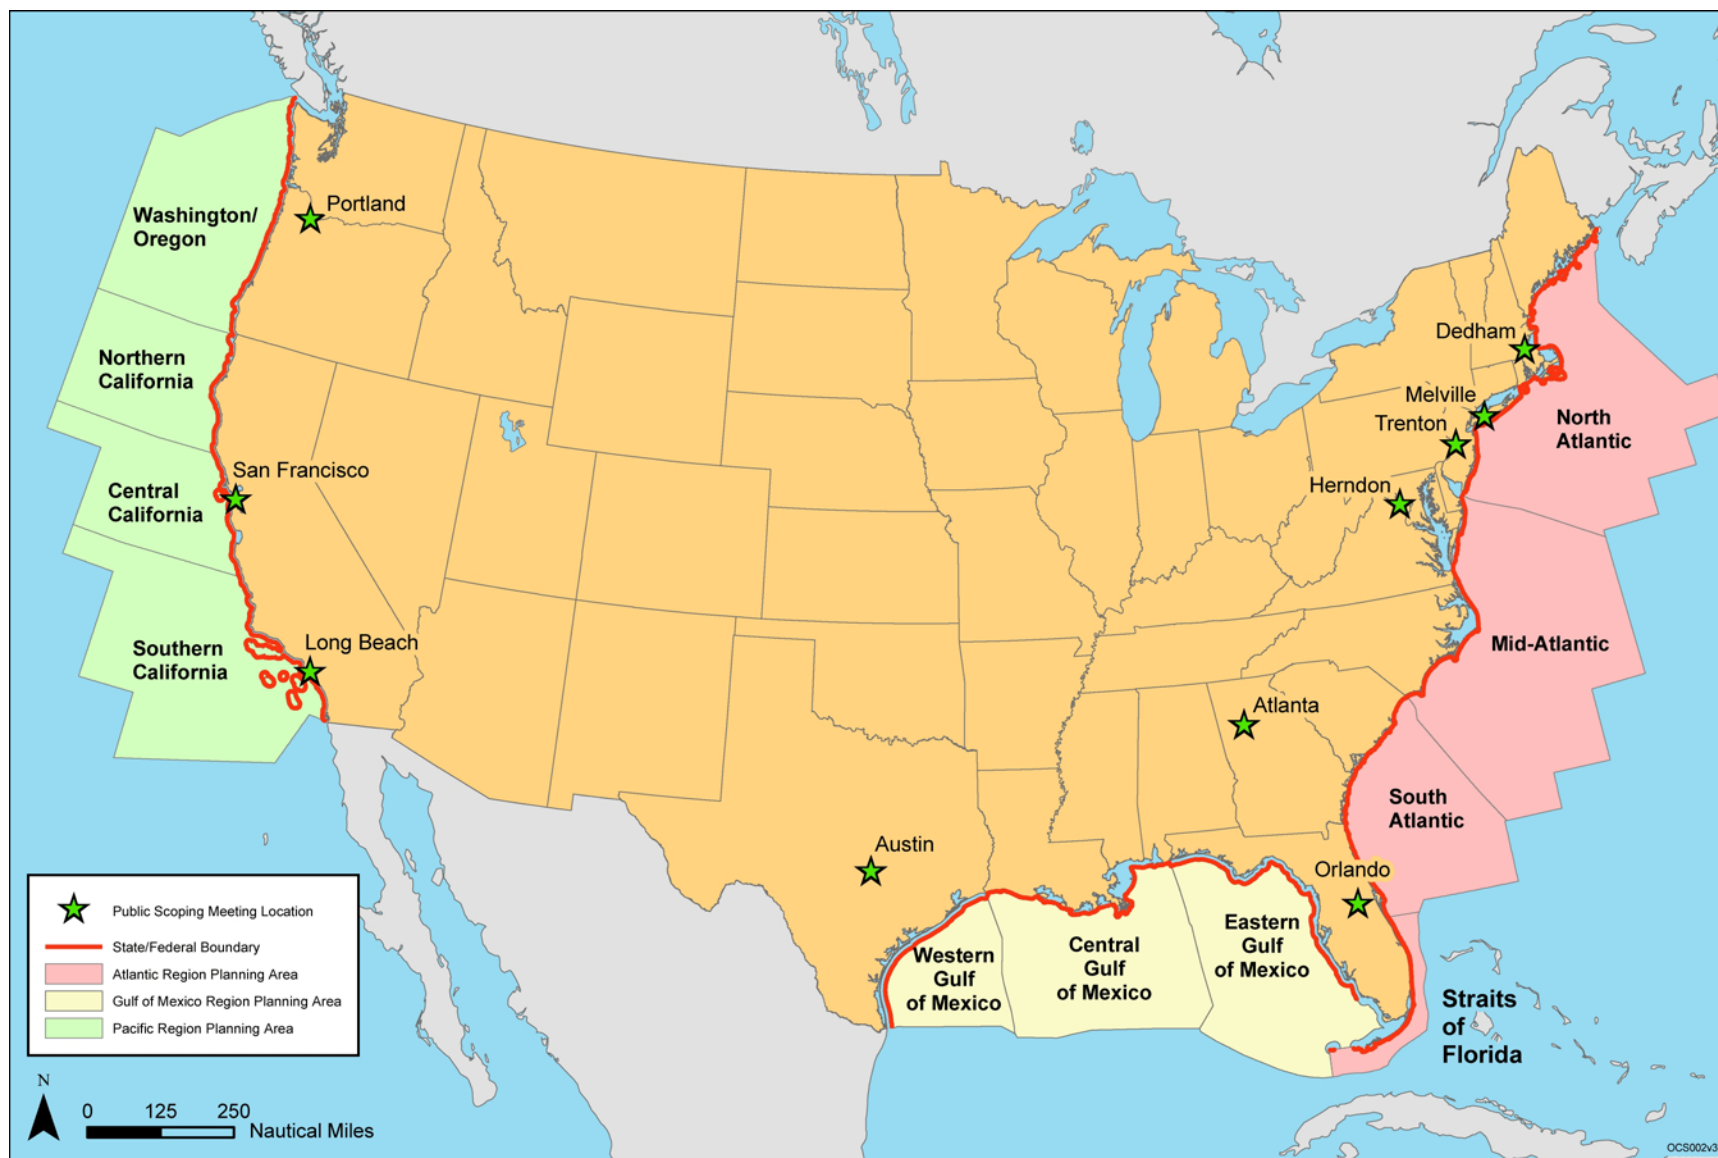 Portland
Washington/
Oregon
Northern
California
San Francisco
Central
California
Southern
California
Long Beach
Dedham
Melville
Trenton
Herndon
North
Atlantic
Mid-Atlantic
Atlanta
South
Atlantic
Austin
Orlando
Western
Gulf
of Mexico
Central
Gulf
of Mexico
Eastern
Gulf
of Mexico
Straits
of
Florida
Public Scoping Meeting Location
State/Federal Boundary
Atlantic Region Planning Area
Gulf of Mexico Region Planning Area
Pacific Region Planning Area
N
0 125 250
Nautical Miles
OCS002v3